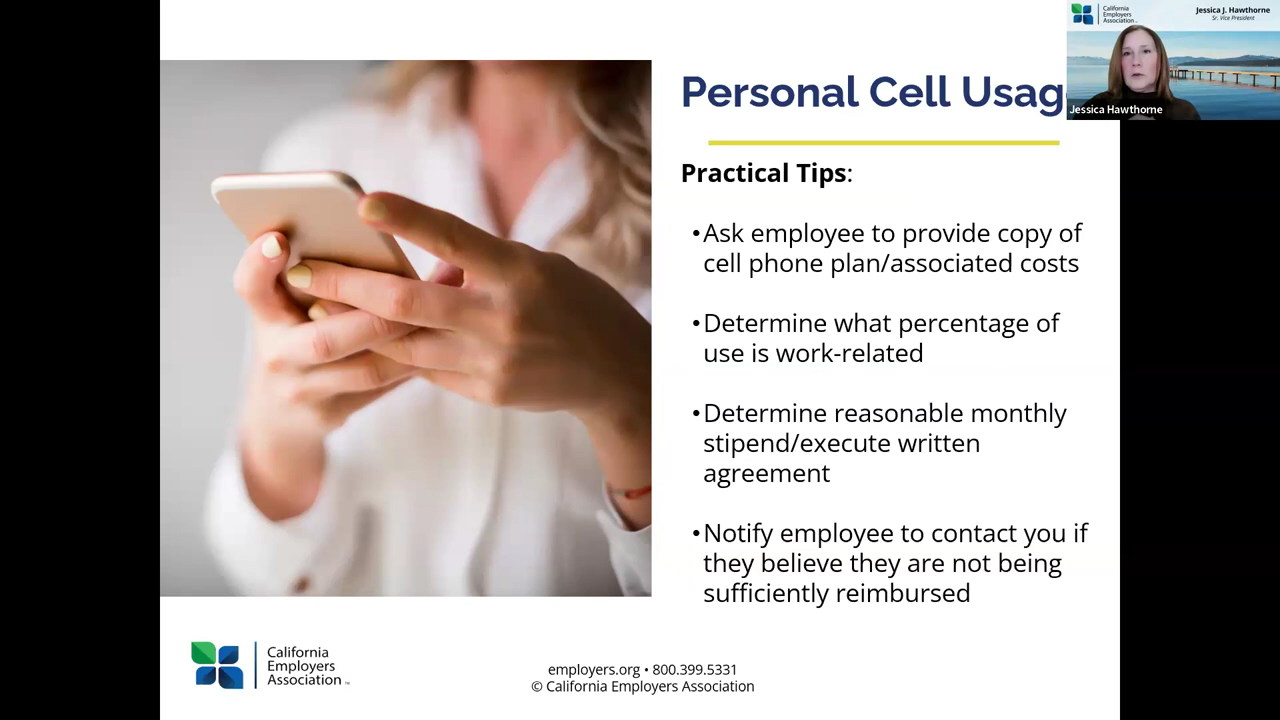 Personal Cell Usag
California
Employers
Association
Jessica J. Hawthorne
Sr. Vice President
Jessica Hawthorne
Practical Tips:
•Ask employee to provide copy of
cell phone plan/associated costs
•Determine what percentage of
use is work-related
•Determine reasonable monthly
stipend/execute written
agreement
•Notify employee to contact you if
they believe they are not being
sufficiently reimbursed
California
Employers
Association
employers.org • 800.399.5331
© California Employers Association